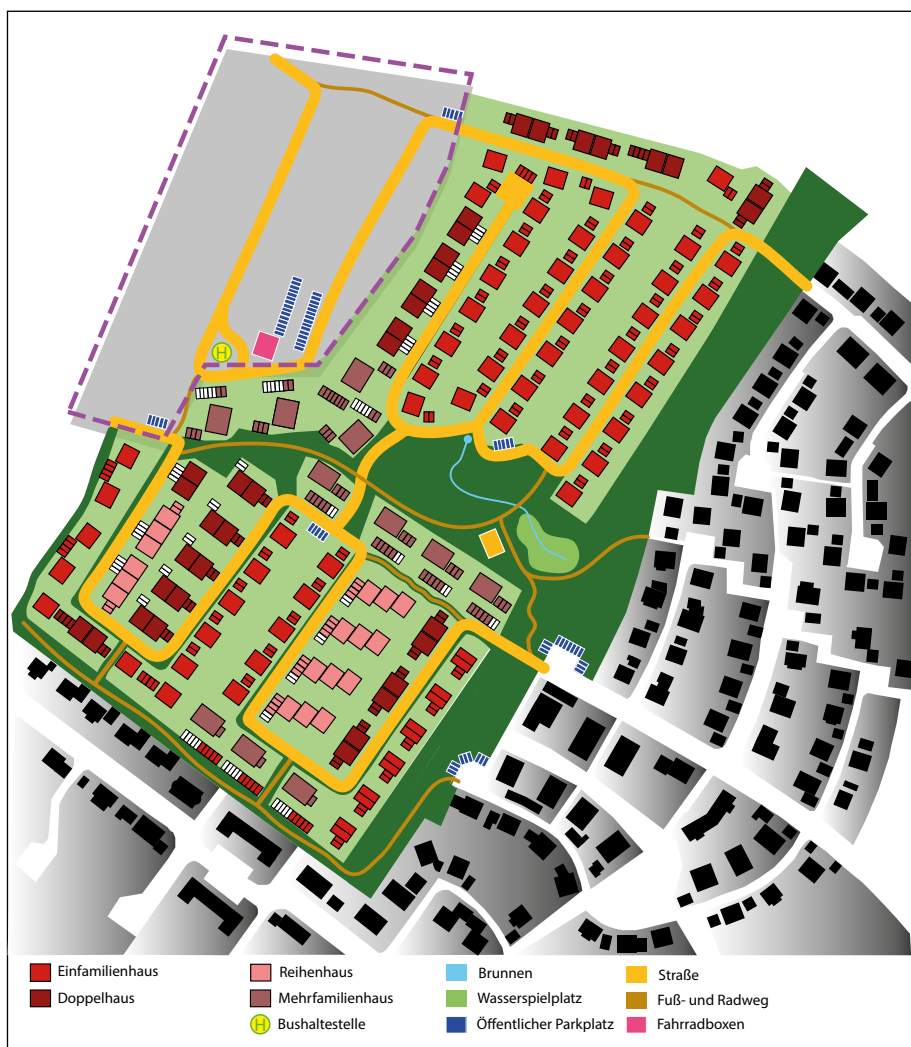 H
Einfamilienhaus
Doppelhaus
Reihenhaus
Mehrfamilienhaus
H Bushaltestelle
Brunnen
Wasserspielplatz
Öffentlicher Parkplatz
Straße
Fuß- und Radweg
Fahrradboxen